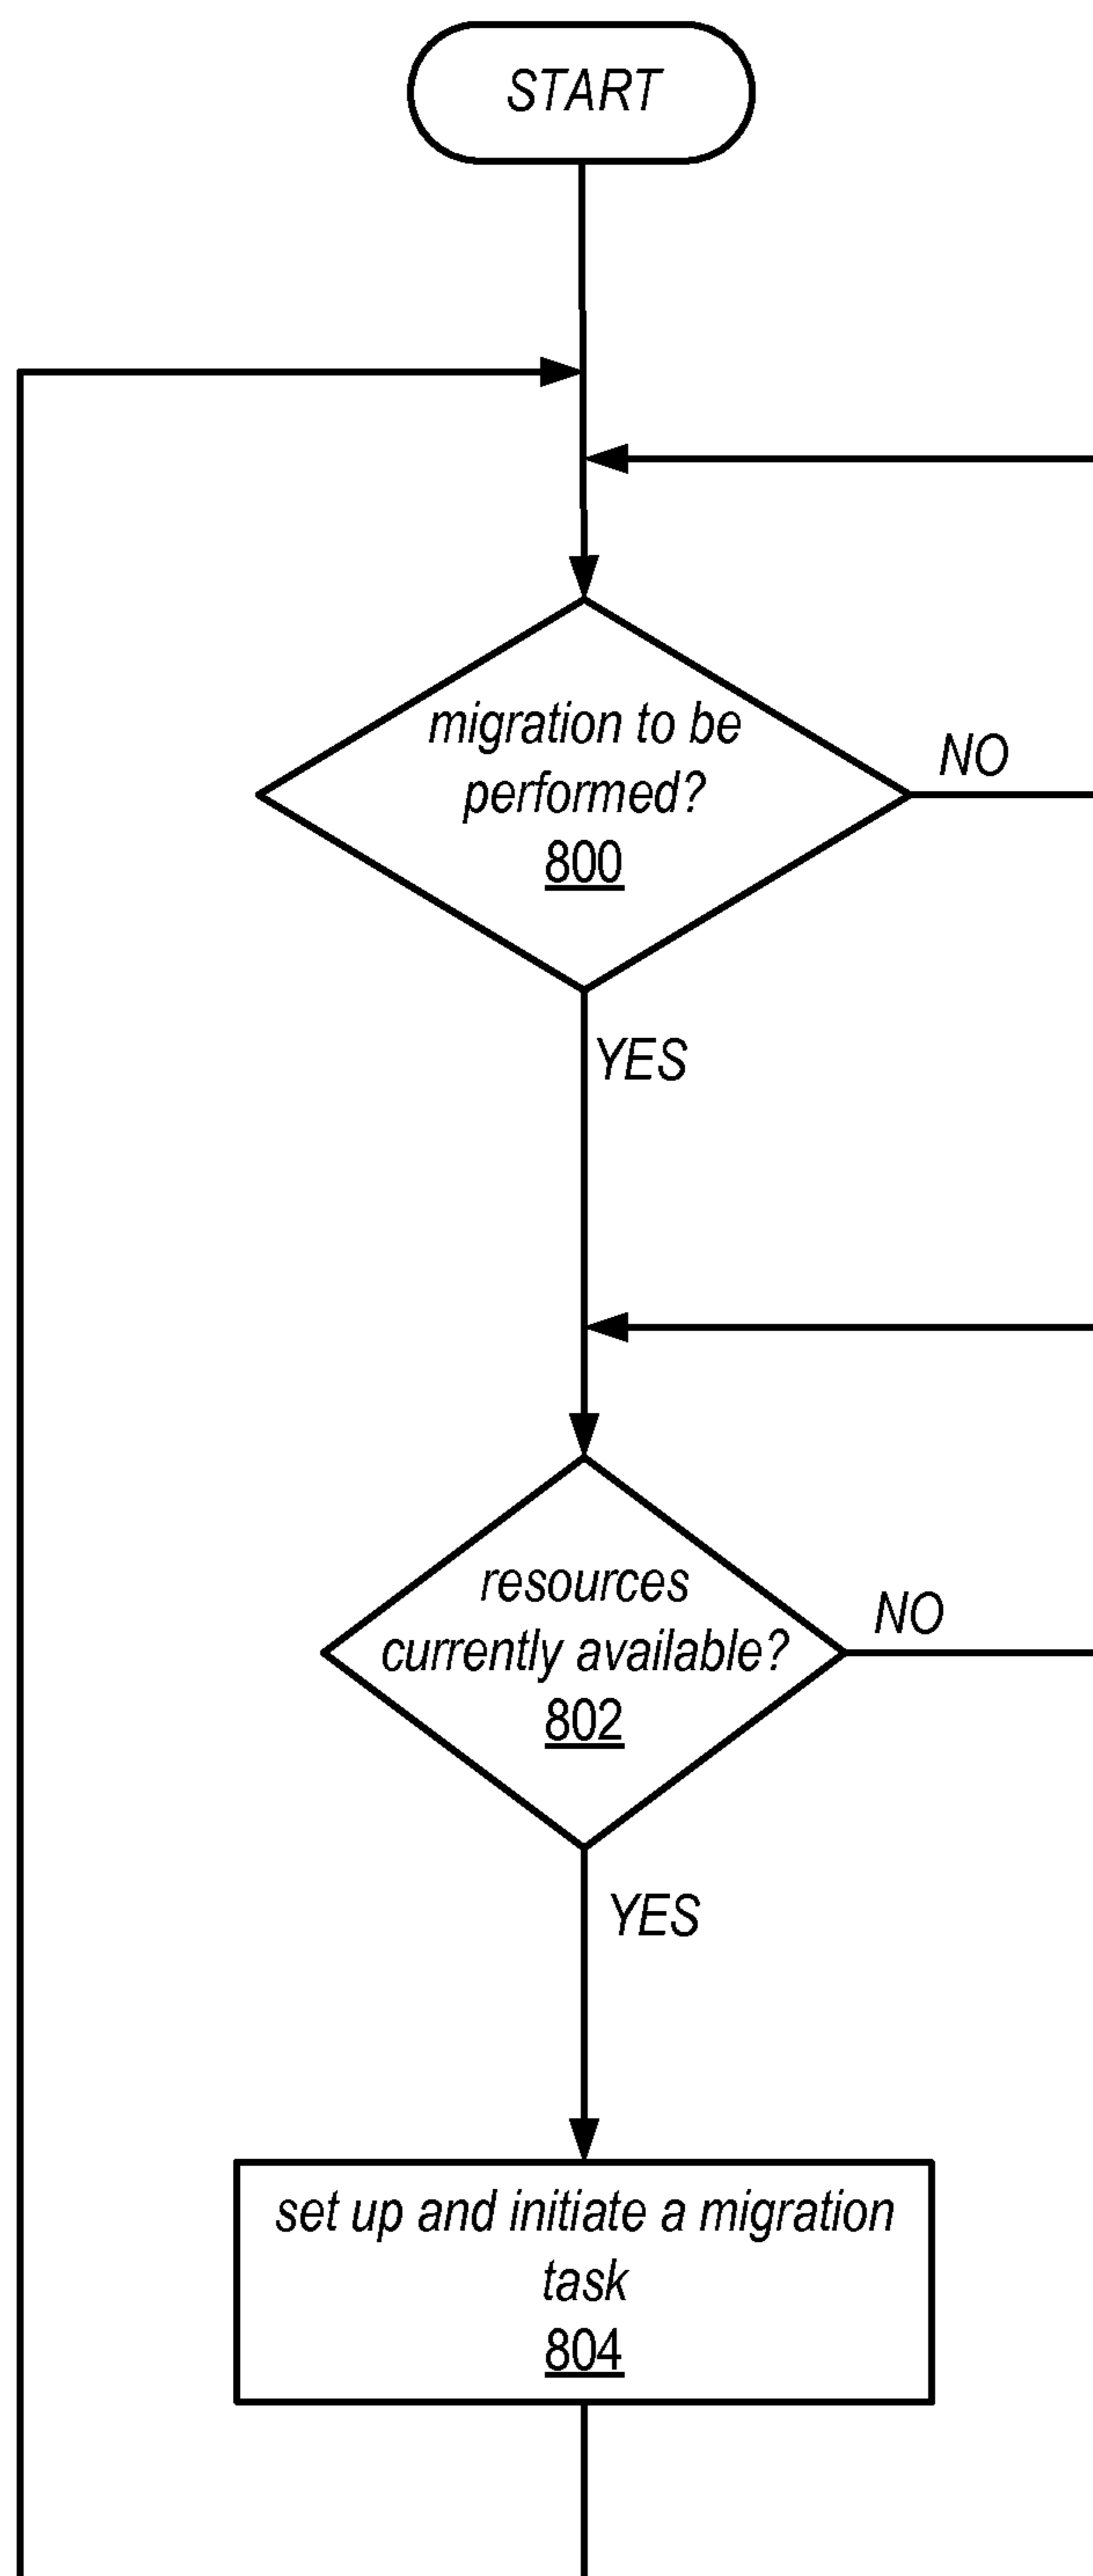 START
migration to be
performed?
800
NO
YES
resources
currently available?
802
NO
YES
set up and initiate a migration
task
804